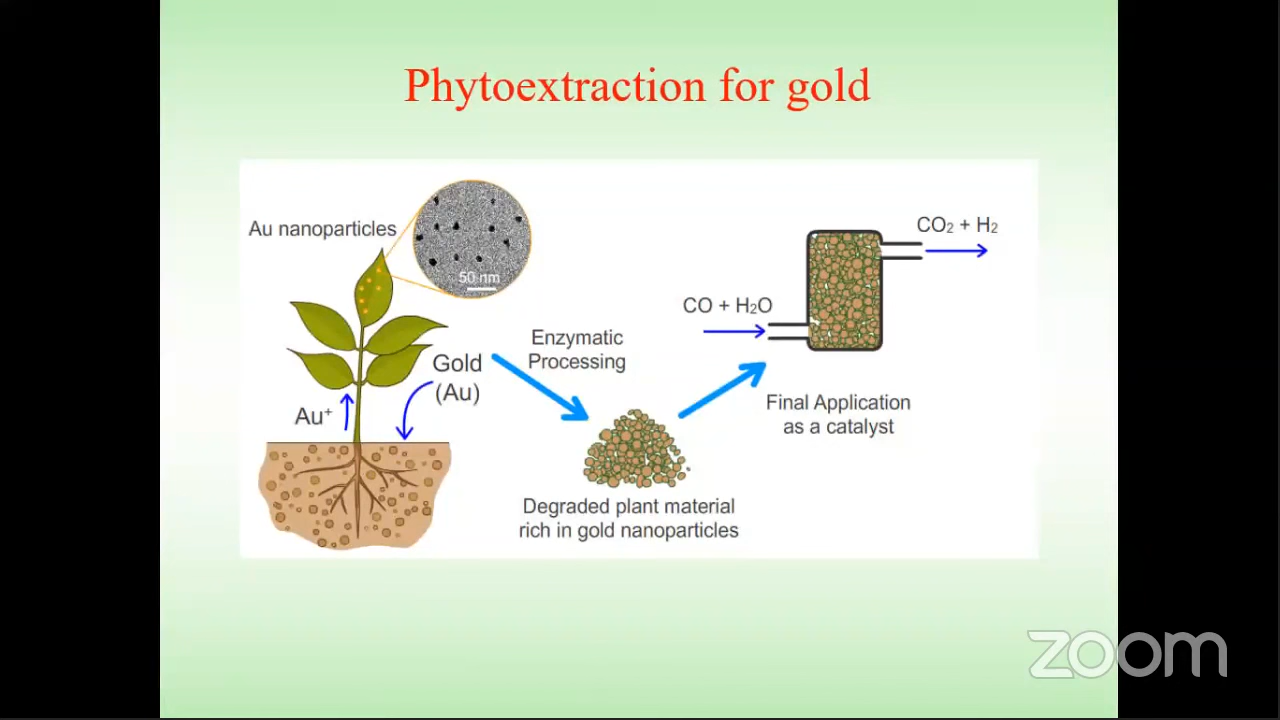 Phytoextraction for gold
Au nanoparticles
50 nm
CO₂ + H₂
CO + H₂O
Enzymatic
Processing
Gold
(Au)
Au⁺
Final Application
as a catalyst
Degraded plant material
rich in gold nanoparticles
zoom